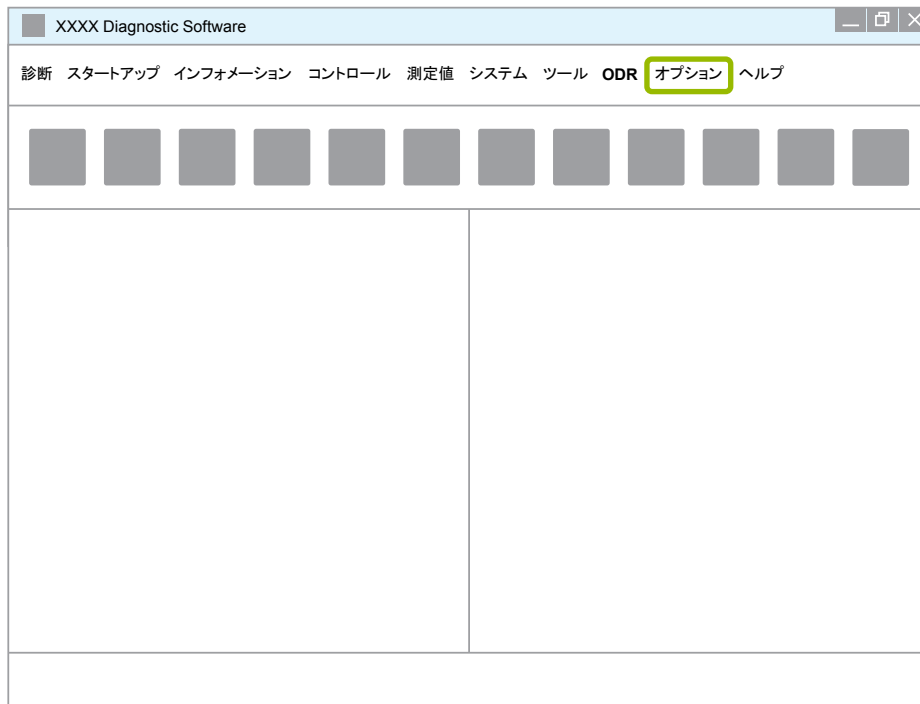 XXXX Diagnostic Software
診断 スタートアップ インフォメーション コントロール 測定値 システム ツール ODR オプション ヘルプ